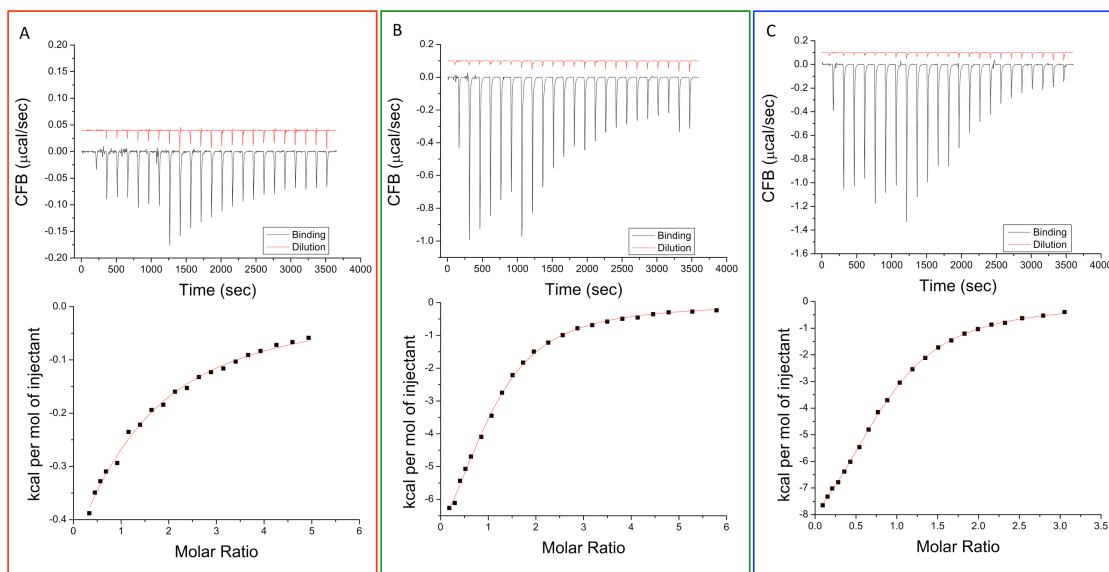 A
CFB (µcal/sec)
0.20
0.15
0.10
0.05
0.00
-0.05
-0.10
-0.15
-0.20
Binding
Dilution
0 500 1000 1500 2000 2500 3000 3500 4000
Time (sec)
kcal per mol of injectant
0.0
-0.1
-0.2
-0.3
-0.4
0 1 2 3 4 5 6
Molar Ratio
B
CFB (µcal/sec)
0.2
0.0
-0.2
-0.4
-0.6
-0.8
-1.0
Binding
Dilution
0 500 1000 1500 2000 2500 3000 3500 4000
Time (sec)
kcal per mol of injectant
0
-1
-2
-3
-4
-5
-6
0 1 2 3 4 5 6
Molar Ratio
C
CFB (µcal/sec)
0.2
0.0
-0.2
-0.4
-0.6
-0.8
-1.0
-1.2
-1.4
-1.6
Binding
Dilution
0 500 1000 1500 2000 2500 3000 3500 4000
Time (sec)
kcal per mol of injectant
0
-1
-2
-3
-4
-5
-6
-7
-8
0.0 0.5 1.0 1.5 2.0 2.5 3.0 3.5
Molar Ratio